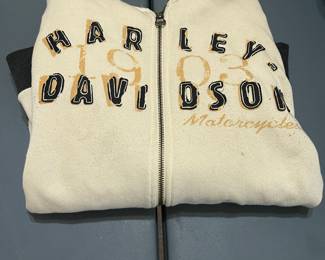 HARLEY-
1903
DAVIDSON
Motorcycles